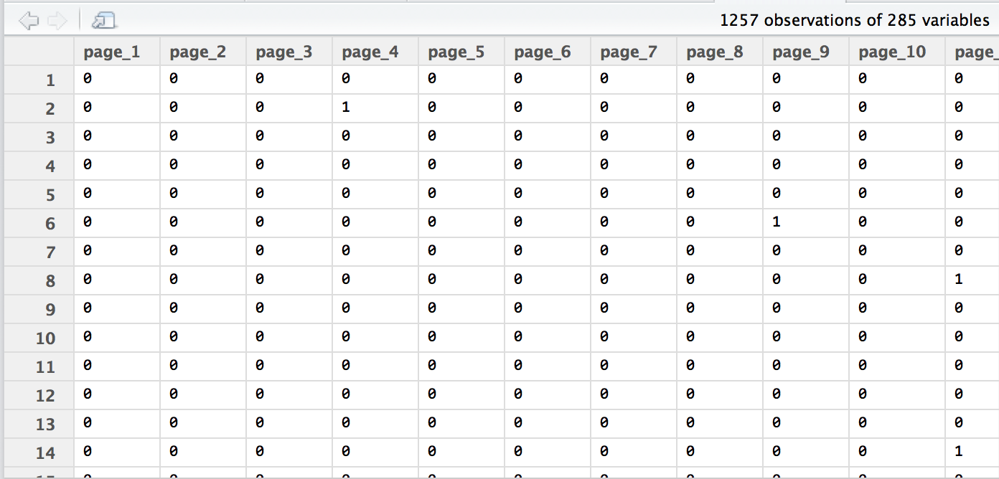 1257 observations of 285 variables
page_1 page_2 page_3 page_4 page_5 page_6 page_7 page_8 page_9 page_10 page_
1 0 0 0 0 0 0 0 0 0 0 0
2 0 0 0 1 0 0 0 0 0 0 0
3 0 0 0 0 0 0 0 0 0 0 0
4 0 0 0 0 0 0 0 0 0 0 0
5 0 0 0 0 0 0 0 0 0 0 0
6 0 0 0 0 0 0 0 0 1 0 0
7 0 0 0 0 0 0 0 0 0 0 0
8 0 0 0 0 0 0 0 0 0 0 1
9 0 0 0 0 0 0 0 0 0 0 0
10 0 0 0 0 0 0 0 0 0 0 0
11 0 0 0 0 0 0 0 0 0 0 0
12 0 0 0 0 0 0 0 0 0 0 0
13 0 0 0 0 0 0 0 0 0 0 0
14 0 0 0 0 0 0 0 0 0 0 1